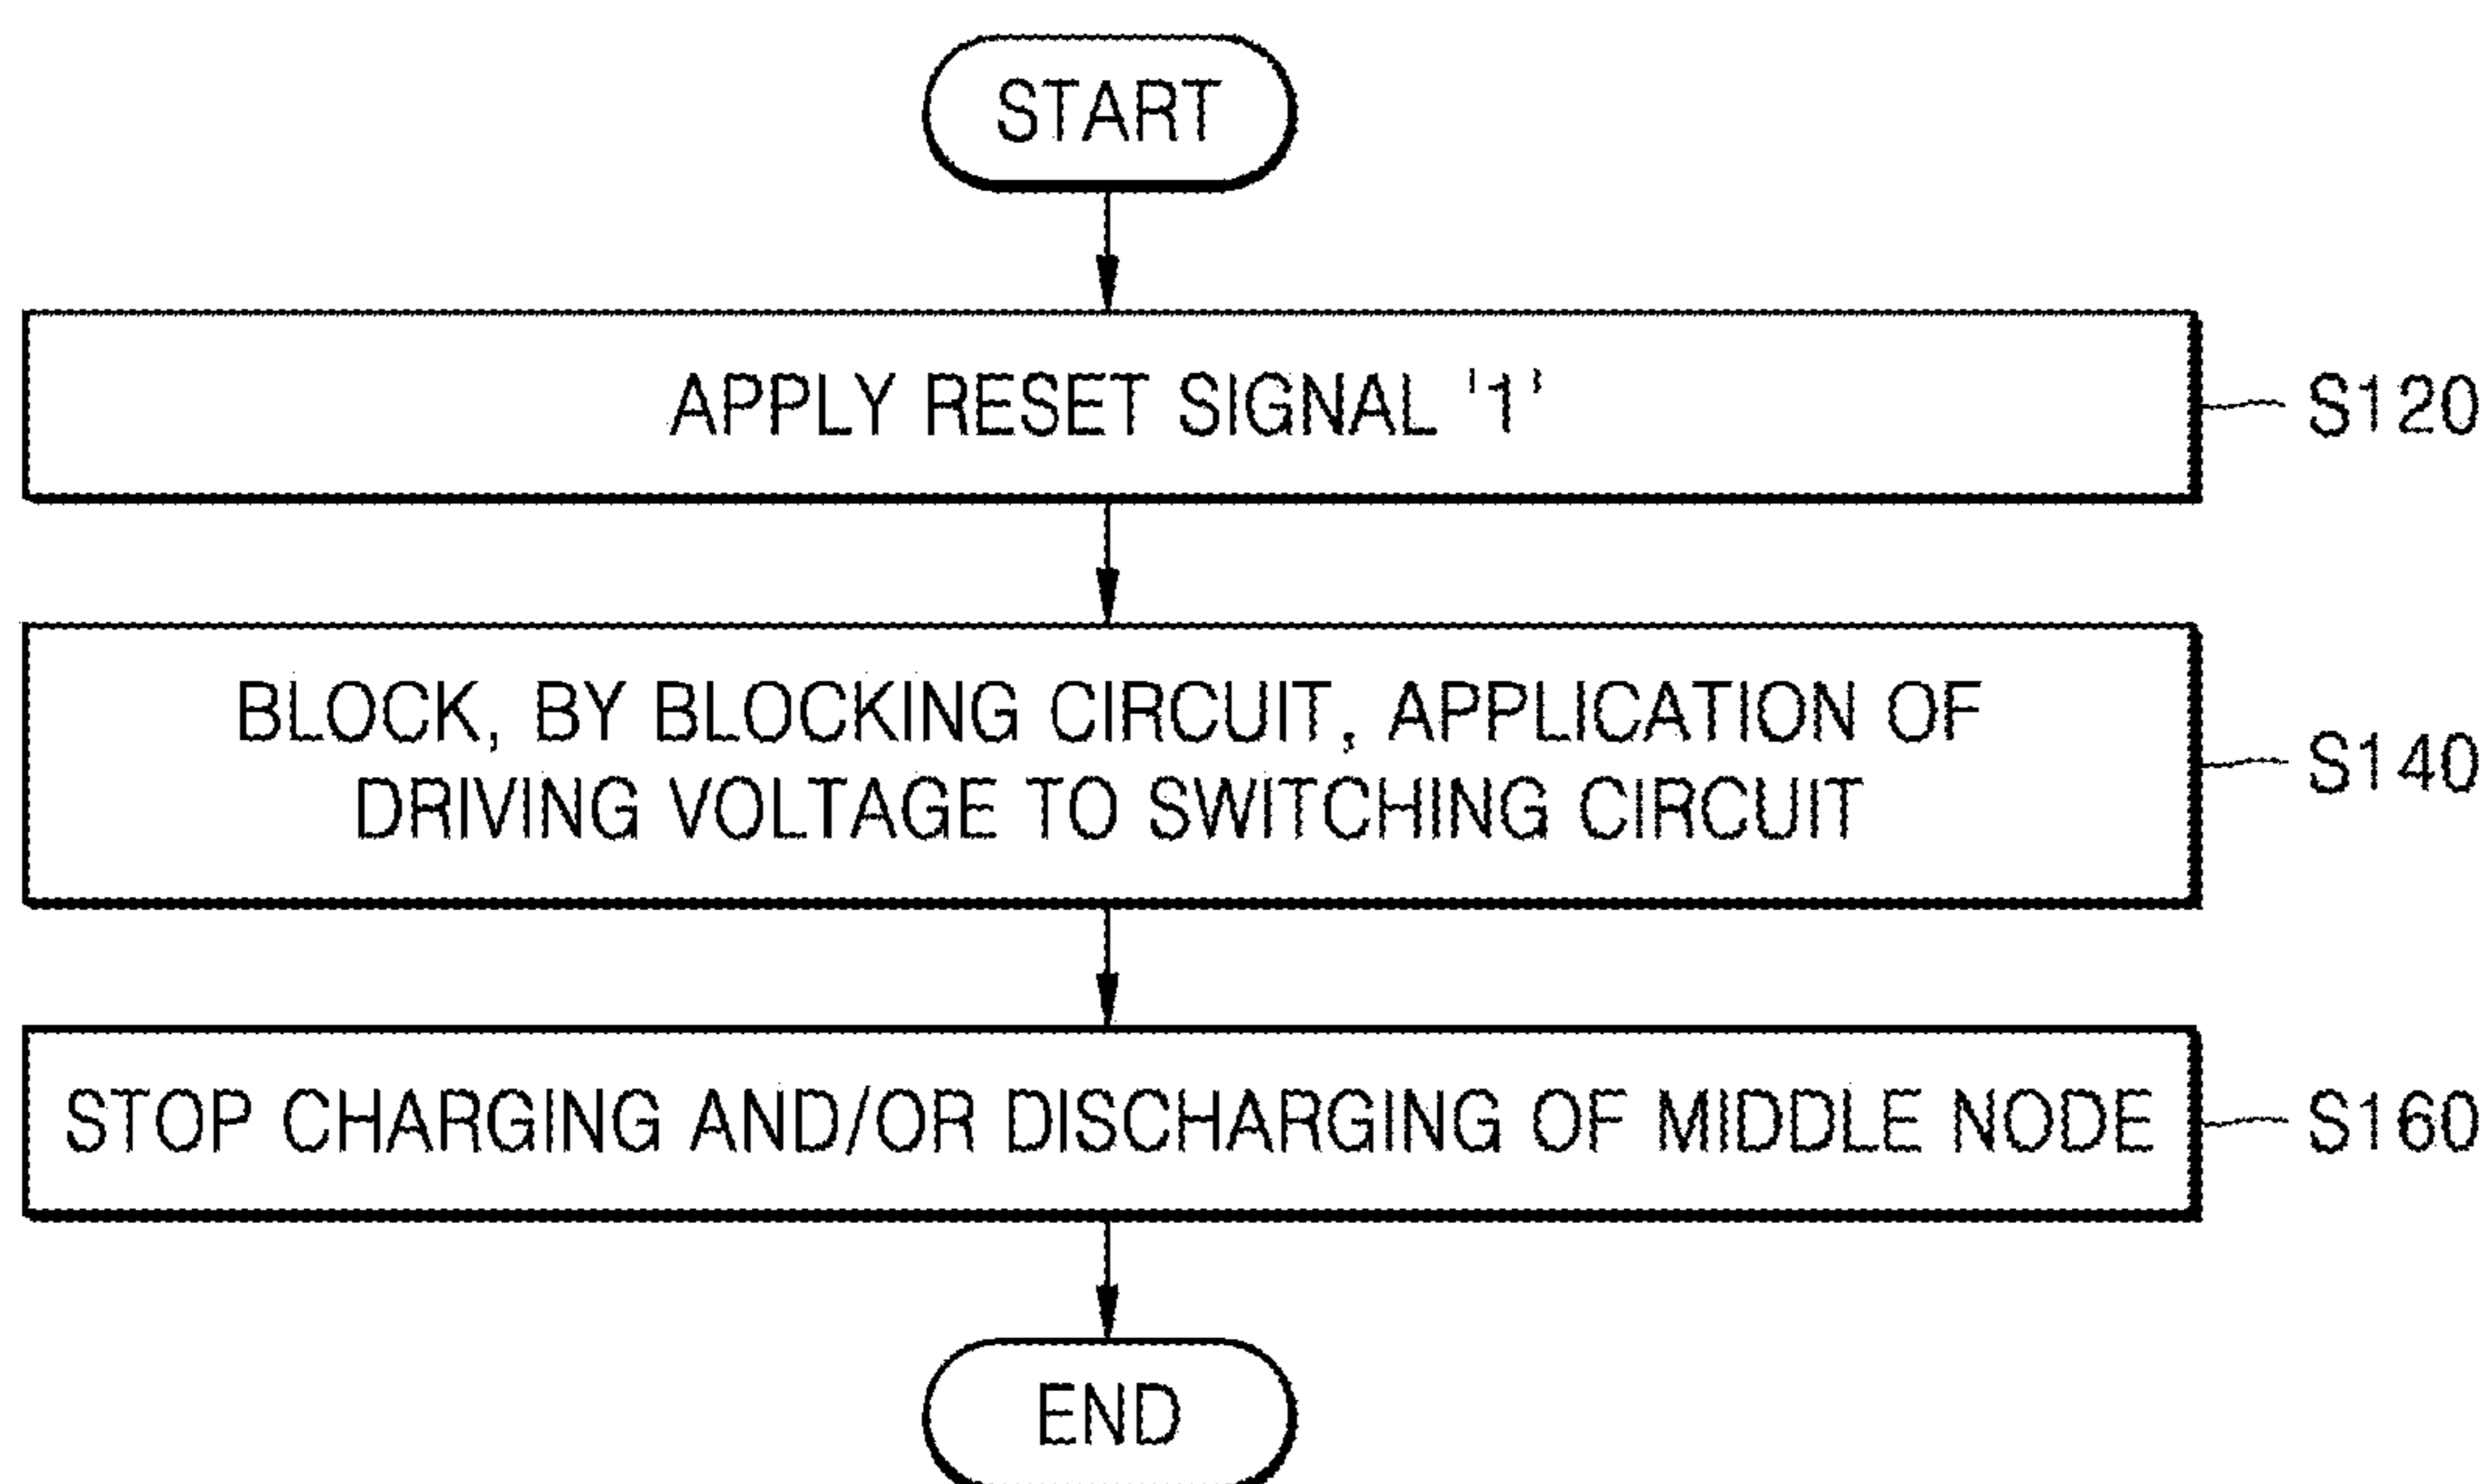 START
APPLY RESET SIGNAL '1'
S120
BLOCK, BY BLOCKING CIRCUIT, APPLICATION OF
DRIVING VOLTAGE TO SWITCHING CIRCUIT
S140
STOP CHARGING AND/OR DISCHARGING OF MIDDLE NODE
S160
END